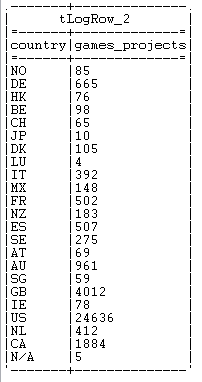 tLogRow_2
country|games_projects
NO|85
DE|665
HK|76
BE|98
CH|65
JP|10
DK|105
LU|4
IT|392
MX|148
FR|502
NZ|183
ES|507
SE|275
AT|69
AU|961
SG|59
GB|4012
IE|78
US|24636
NL|412
CA|1884
N/A|5